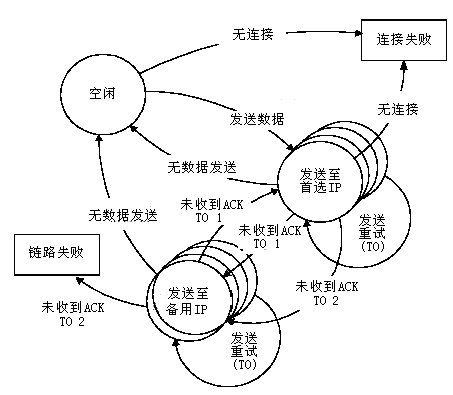 无连接
连接失败
空闲
发送数据
无连接
无数据发送
发送至
首选IP
未收到ACK
TO 1
无数据发送
未收到ACK
TO 1
发送
重试
(TO)
链路失败
发送至
备用IP
未收到ACK
TO 2
未收到ACK
TO 2
发送
重试
(TO)